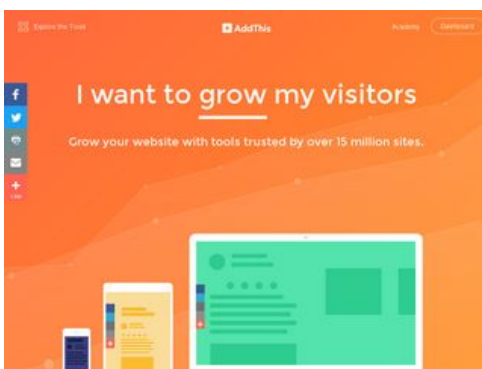 Explore the Tools
AddThis
Academy
Dashboard
I want to grow my visitors
Grow your website with tools trusted by over 15 million sites.